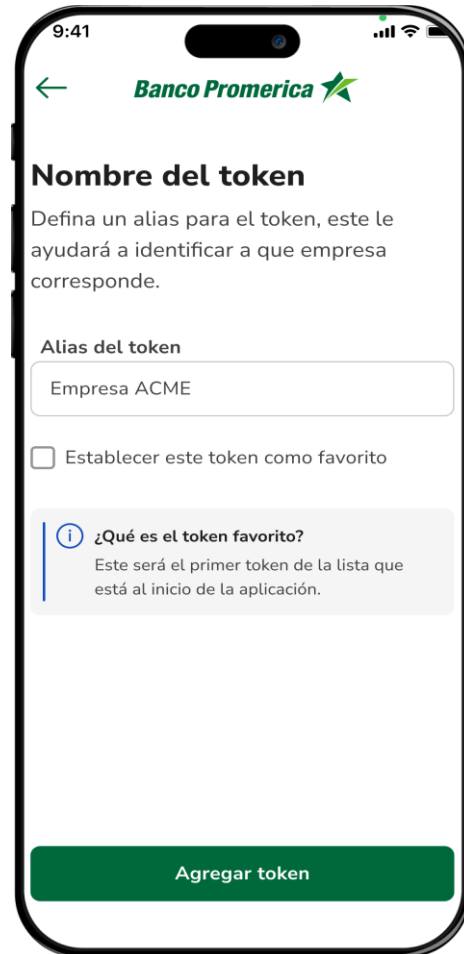 9:41
Banco Promerica
Nombre del token
Defina un alias para el token, este le
ayudará a identificar a que empresa
corresponde.
Alias del token
Empresa ACME
Establecer este token como favorito
¿Qué es el token favorito?
Este será el primer token de la lista que
está al inicio de la aplicación.
Agregar token